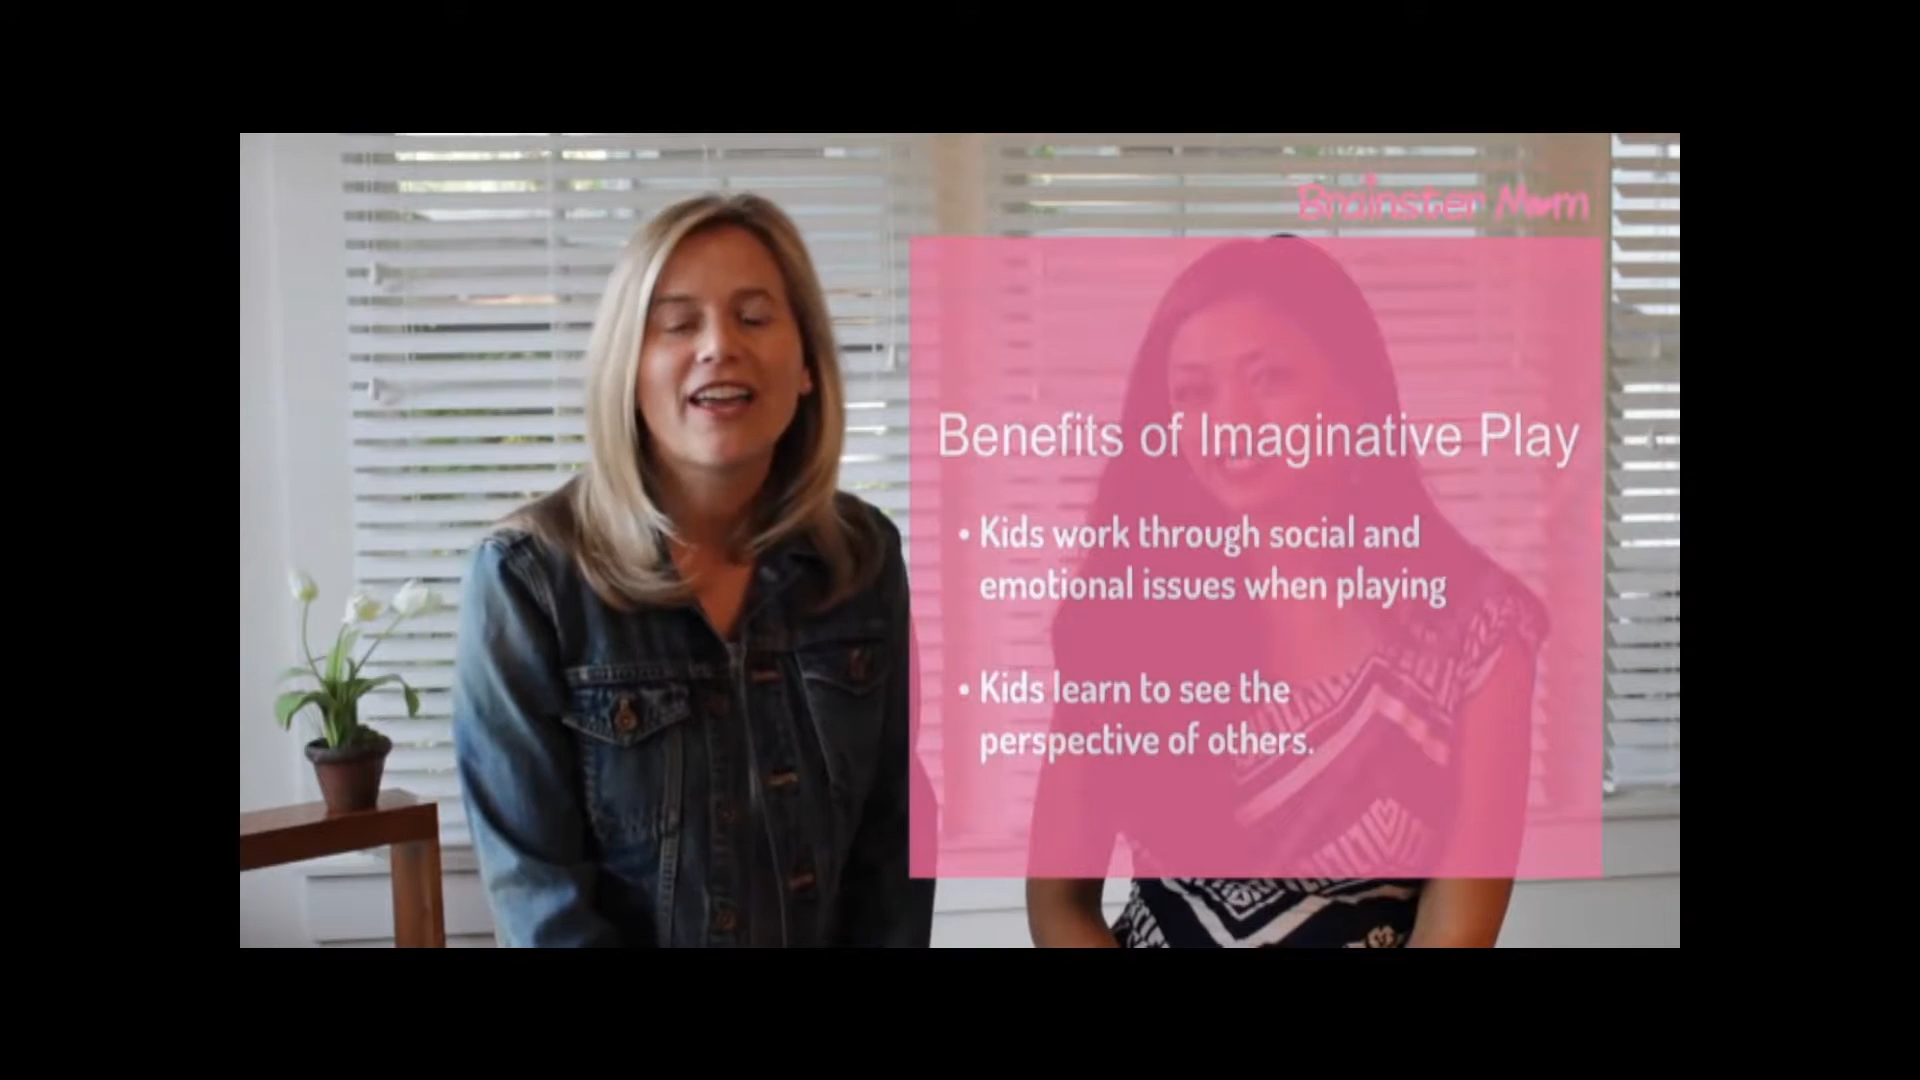 Brainster Mom
Benefits of Imaginative Play
• Kids work through social and
emotional issues when playing
• Kids learn to see the
perspective of others.